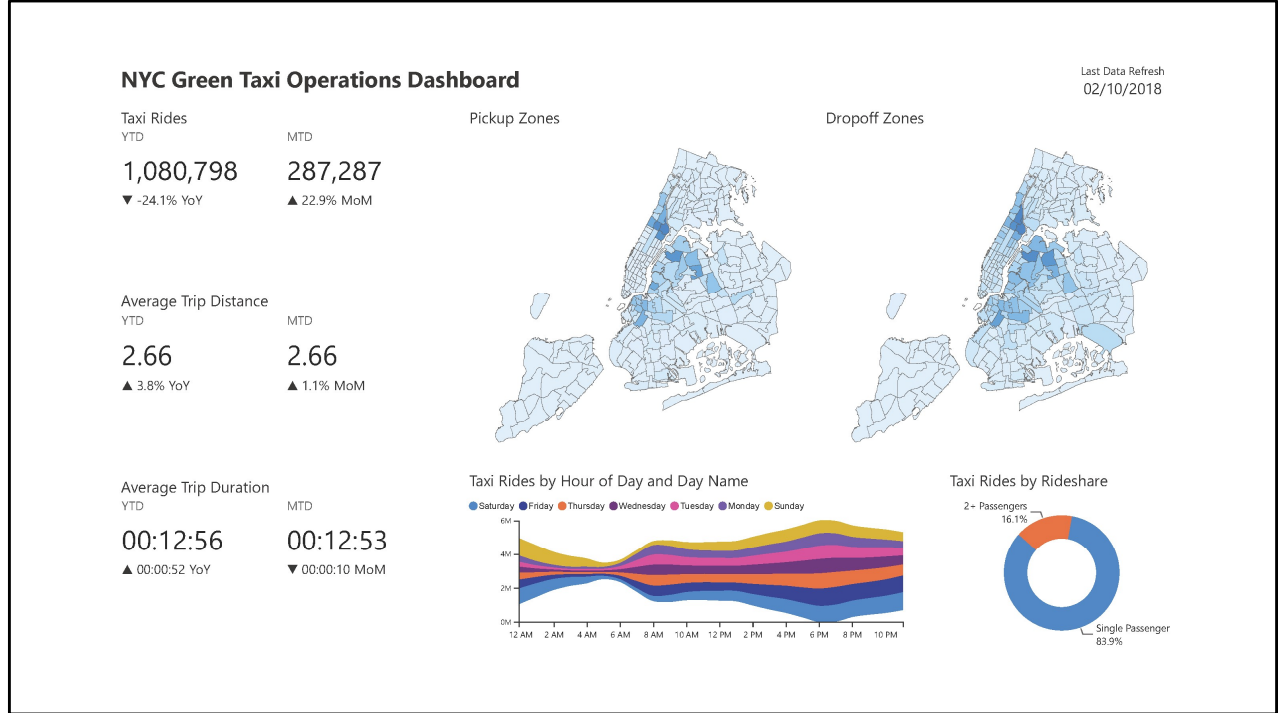 NYC Green Taxi Operations Dashboard
Last Data Refresh
02/10/2018
Taxi Rides
YTD
MTD
1,080,798
287,287
▼ -24.1% YoY
▲ 22.9% MoM
Average Trip Distance
YTD
MTD
2.66
2.66
▲ 3.8% YoY
▲ 1.1% MoM
Average Trip Duration
YTD
MTD
00:12:56
00:12:53
▲ 00:00:52 YoY
▼ 00:00:10 MoM
Pickup Zones
Dropoff Zones
Taxi Rides by Hour of Day and Day Name
Saturday Friday Thursday Wednesday Tuesday Monday Sunday
6M
4M
2M
0M
12 AM 2 AM 4 AM 6 AM 8 AM 10 AM 12 PM 2 PM 4 PM 6 PM 8 PM 10 PM
Taxi Rides by Rideshare
2+ Passengers
16.1%
Single Passenger
83.9%